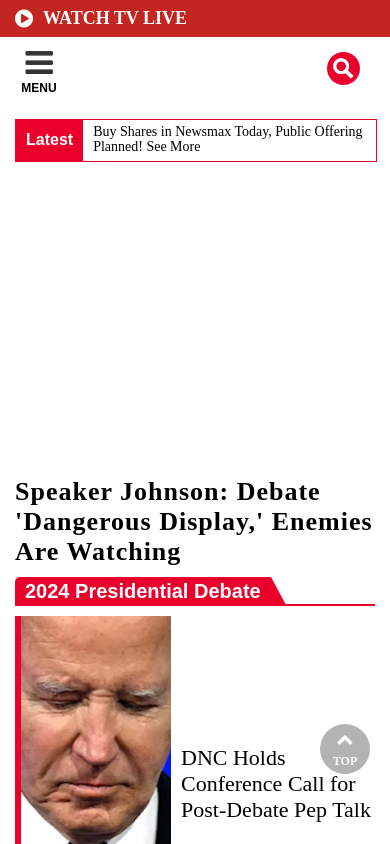 WATCH TV LIVE
MENU
Latest
Buy Shares in Newsmax Today, Public Offering
Planned! See More
Speaker Johnson: Debate
'Dangerous Display,' Enemies
Are Watching
2024 Presidential Debate
DNC Holds
Conference Call for
Post-Debate Pep Talk
TOP